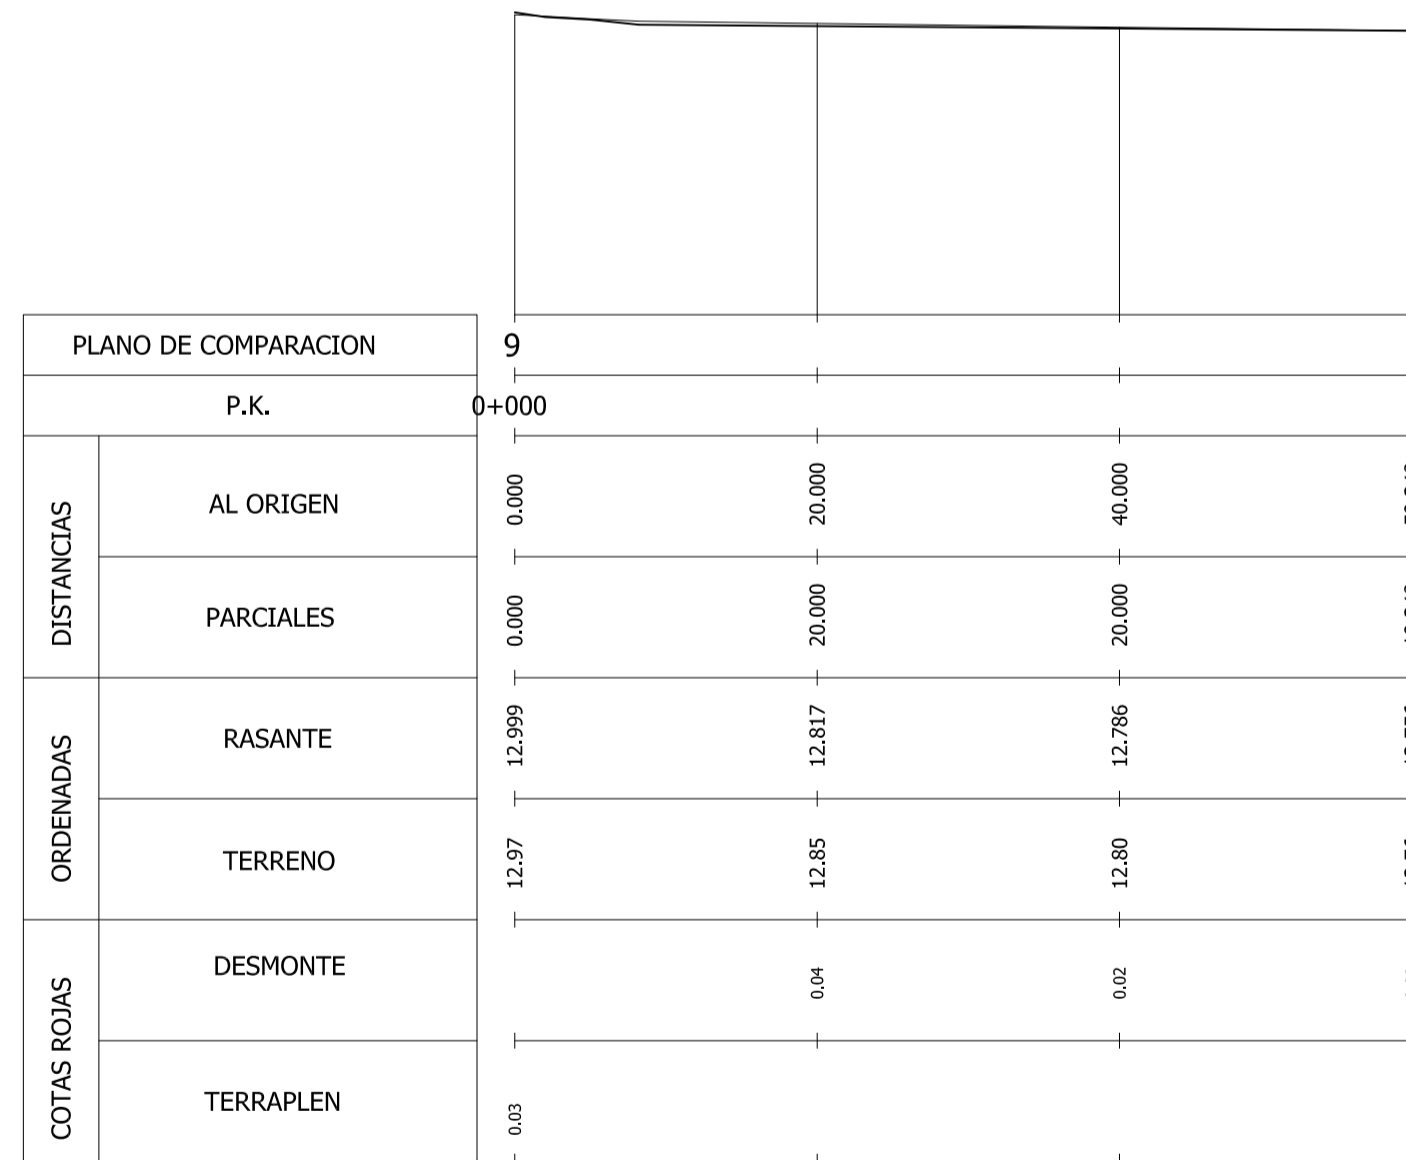 PLANO DE COMPARACION 9
P.K. 0+000
DISTANCIAS
AL ORIGEN 0.000 20.000 40.000
PARCIALES 0.000 20.000 20.000
ORDENADAS
RASANTE 12.999 12.817 12.786
TERRENO 12.97 12.85 12.80
COTAS ROJAS
DESMONTE 0.04 0.02
TERRAPLEN 0.03